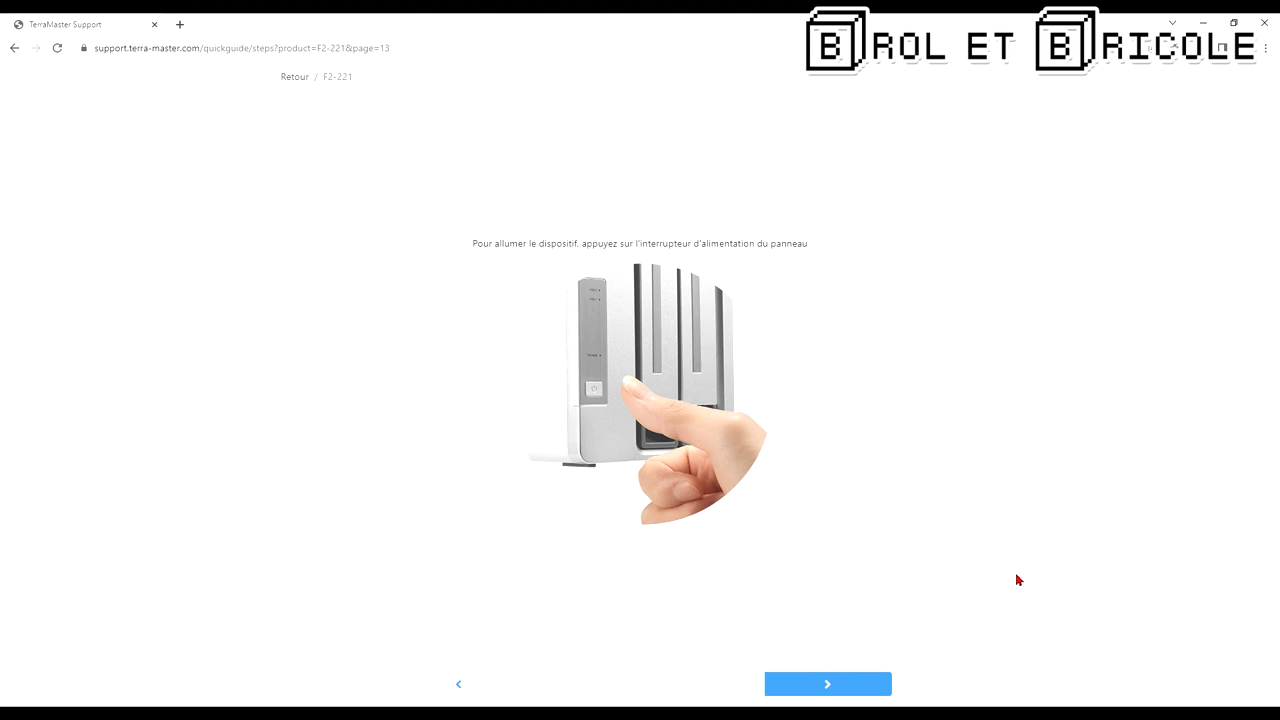 TerraMaster Support
BROL ET BRICOLE
support.terra-master.com/quickguide/steps?product=F2-221&page=13
Retour / F2-221
Pour allumer le dispositif, appuyez sur l'interrupteur d'alimentation du panneau